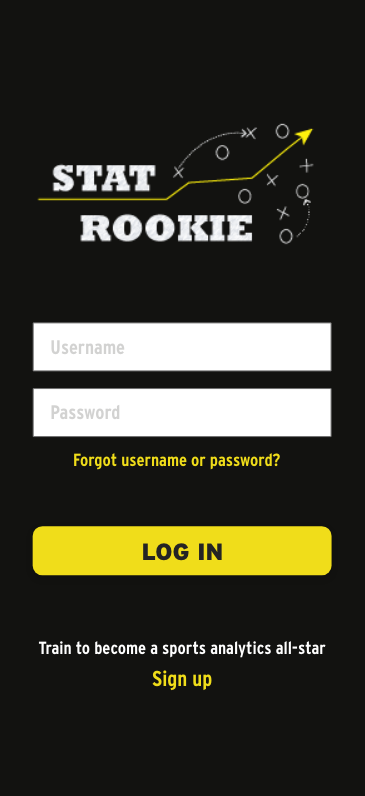 STAT
ROOKIE
Username
Password
Forgot username or password?
LOG IN
Train to become a sports analytics all-star
Sign up